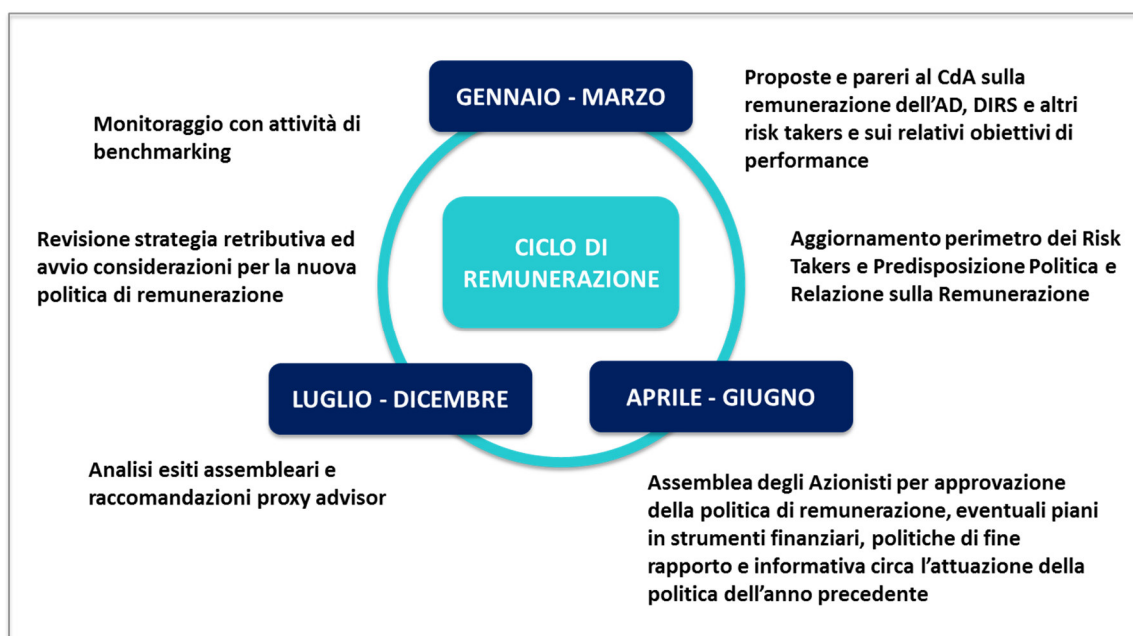 GENNAIO - MARZO
Proposte e pareri al CdA sulla
remunerazione dell'AD, DIRS e altri
risk takers e sui relativi obiettivi di
performance
Aggiornamento perimetro dei Risk
Takers e Predisposizione Politica e
Relazione sulla Remunerazione
APRILE - GIUGNO
Assemblea degli Azionisti per approvazione
della politica di remunerazione, eventuali piani
in strumenti finanziari, politiche di fine
rapporto e informativa circa l'attuazione della
politica dell'anno precedente
LUGLIO - DICEMBRE
Analisi esiti assembleari e
raccomandazioni proxy advisor
Revisione strategia retributiva ed
avvio considerazioni per la nuova
politica di remunerazione
Monitoraggio con attività di
benchmarking
CICLO DI
REMUNERAZIONE